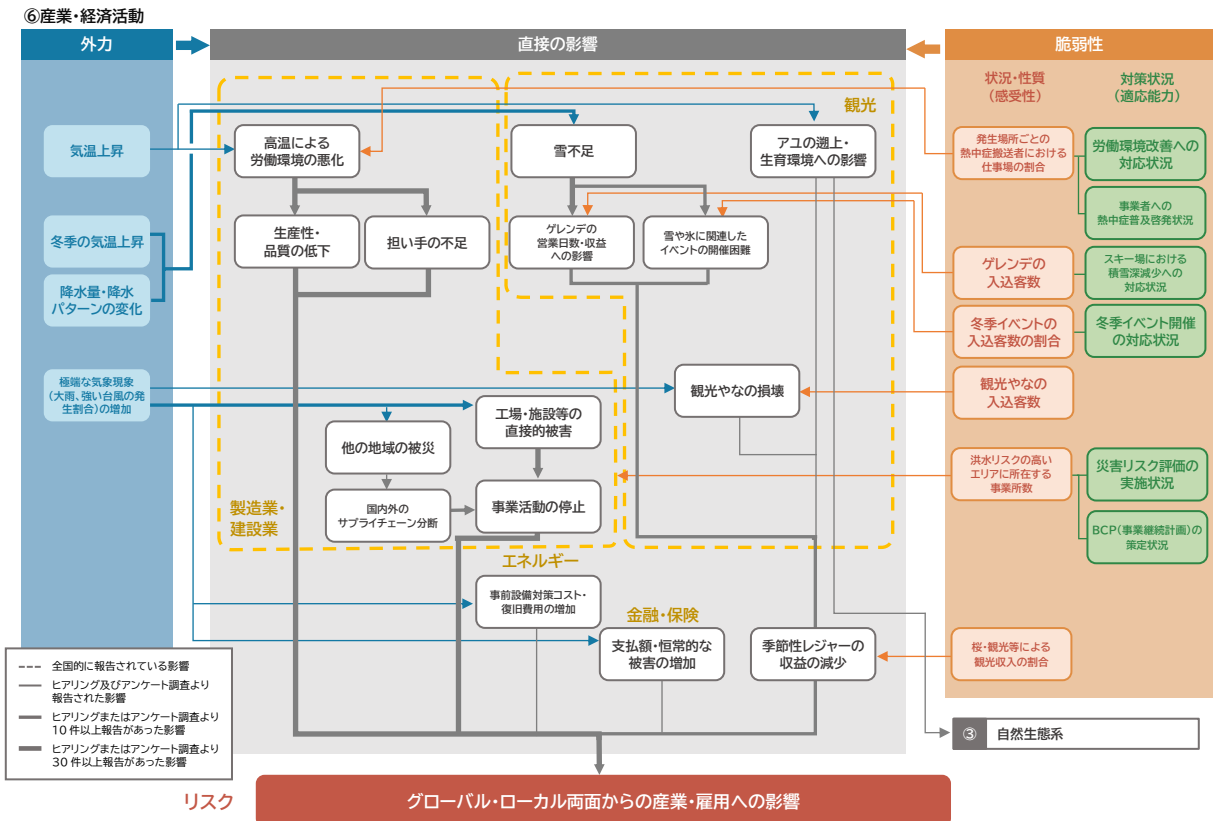 ⑥産業・経済活動
外力
直接の影響
脆弱性
状況・性質
（感受性）
対策状況
（適応能力）
観光
気温上昇
高温による
労働環境の悪化
雪不足
アユの遡上・
生育環境への影響
発生場所ごとの
熱中症搬送者における
仕事場の割合
労働環境改善への
対応状況
事業者への
熱中症普及啓発状況
冬季の気温上昇
生産性・
品質の低下
担い手の不足
ゲレンデの
営業日数・収益
への影響
雪や氷に関連した
イベントの開催困難
ゲレンデの
入込客数
スキー場における
積雪深減少への
対応状況
降水量・降水
パターンの変化
冬季イベントの
入込客数の割合
冬季イベント開催
の対応状況
極端な気象現象
（大雨、強い台風の発
生割合）の増加
観光やなの損壊
観光やなの
入込客数
工場・施設等の
直接的被害
他の地域の被災
洪水リスクの高い
エリアに所在する
事業所数
災害リスク評価の
実施状況
製造業・
建設業
国内外の
サプライチェーン分断
事業活動の停止
BCP（事業継続計画）の
策定状況
エネルギー
事前設備対策コスト・
復旧費用の増加
金融・保険
支払額・恒常的な
被害の増加
季節性レジャーの
収益の減少
桜・観光等による
観光収入の割合
全国的に報告されている影響
ヒアリング及びアンケート調査より
報告された影響
ヒアリングまたはアンケート調査より
10 件以上報告があった影響
ヒアリングまたはアンケート調査より
30 件以上報告があった影響
③ 自然生態系
リスク
グローバル・ローカル両面からの産業・雇用への影響